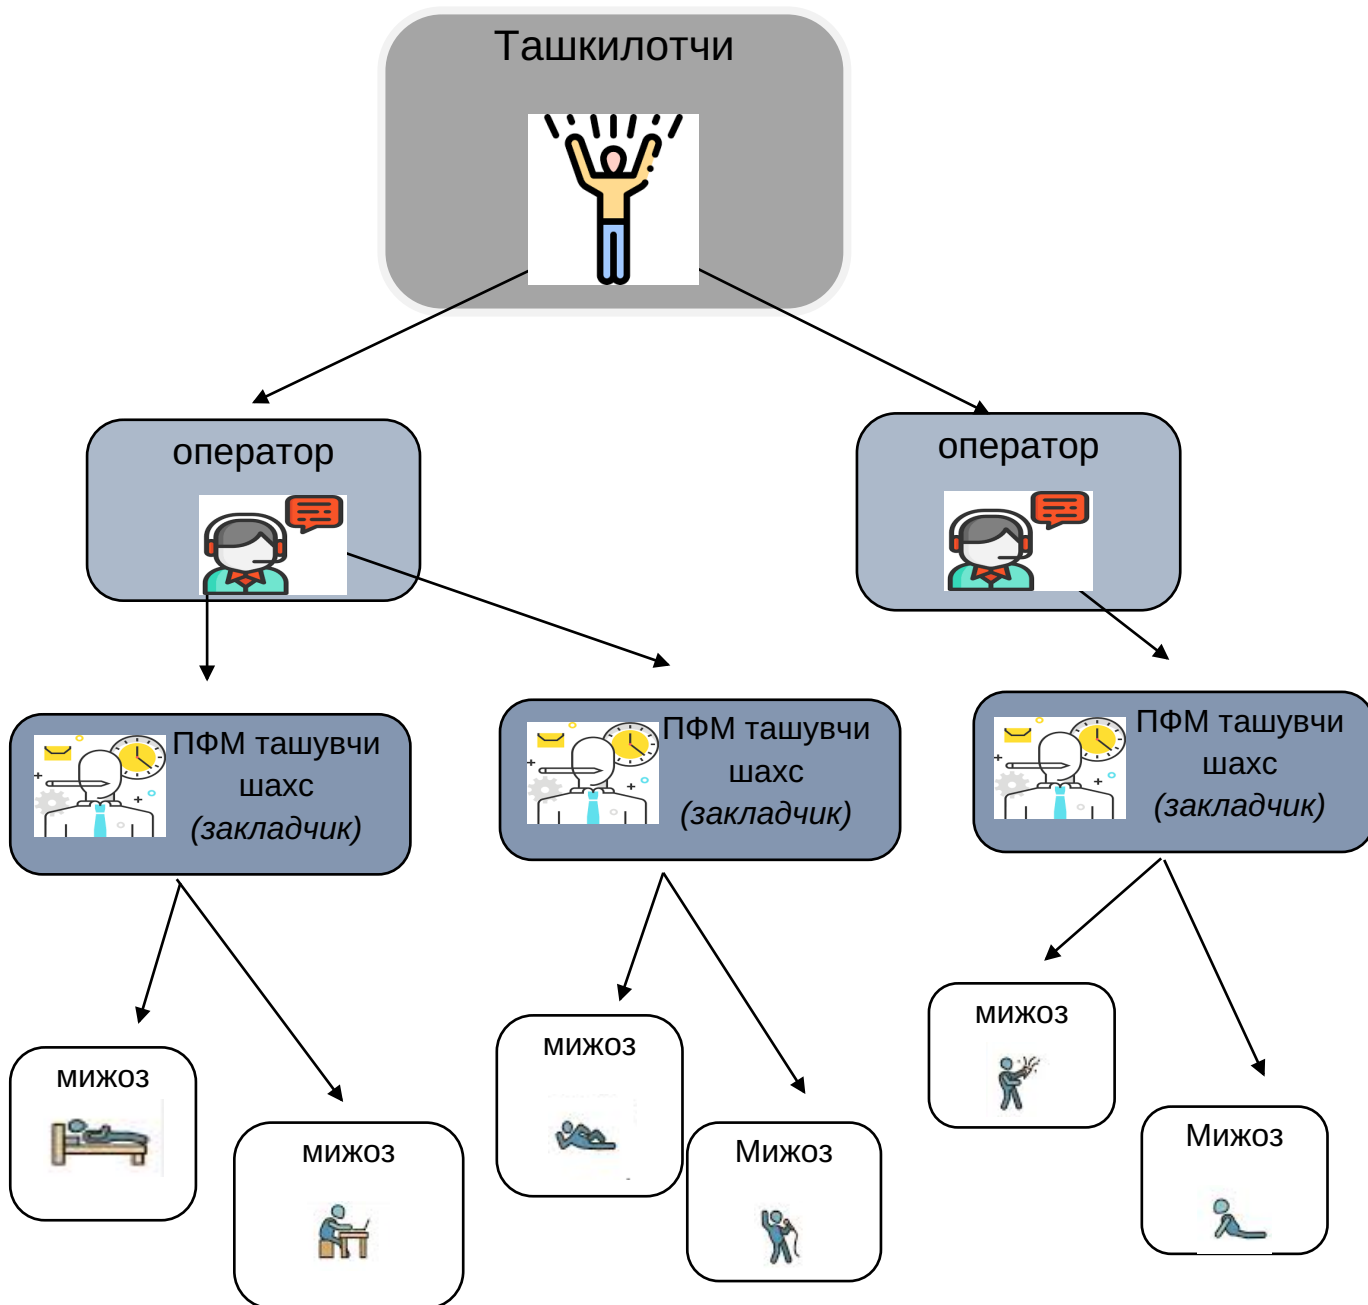 Ташкилотчи
оператор
оператор
ПФМ ташувчи
шахс
(закладчик)
ПФМ ташувчи
шахс
(закладчик)
ПФМ ташувчи
шахс
(закладчик)
мижоз
мижоз
мижоз
Мижоз
мижоз
Мижоз